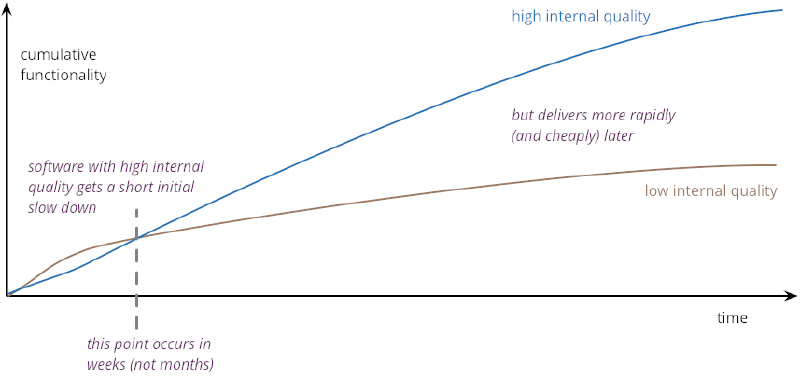 high internal quality
cumulative
functionality
but delivers more rapidly
(and cheaply) later
software with high internal
quality gets a short initial
slow down
low internal quality
time
this point occurs in
weeks (not months)